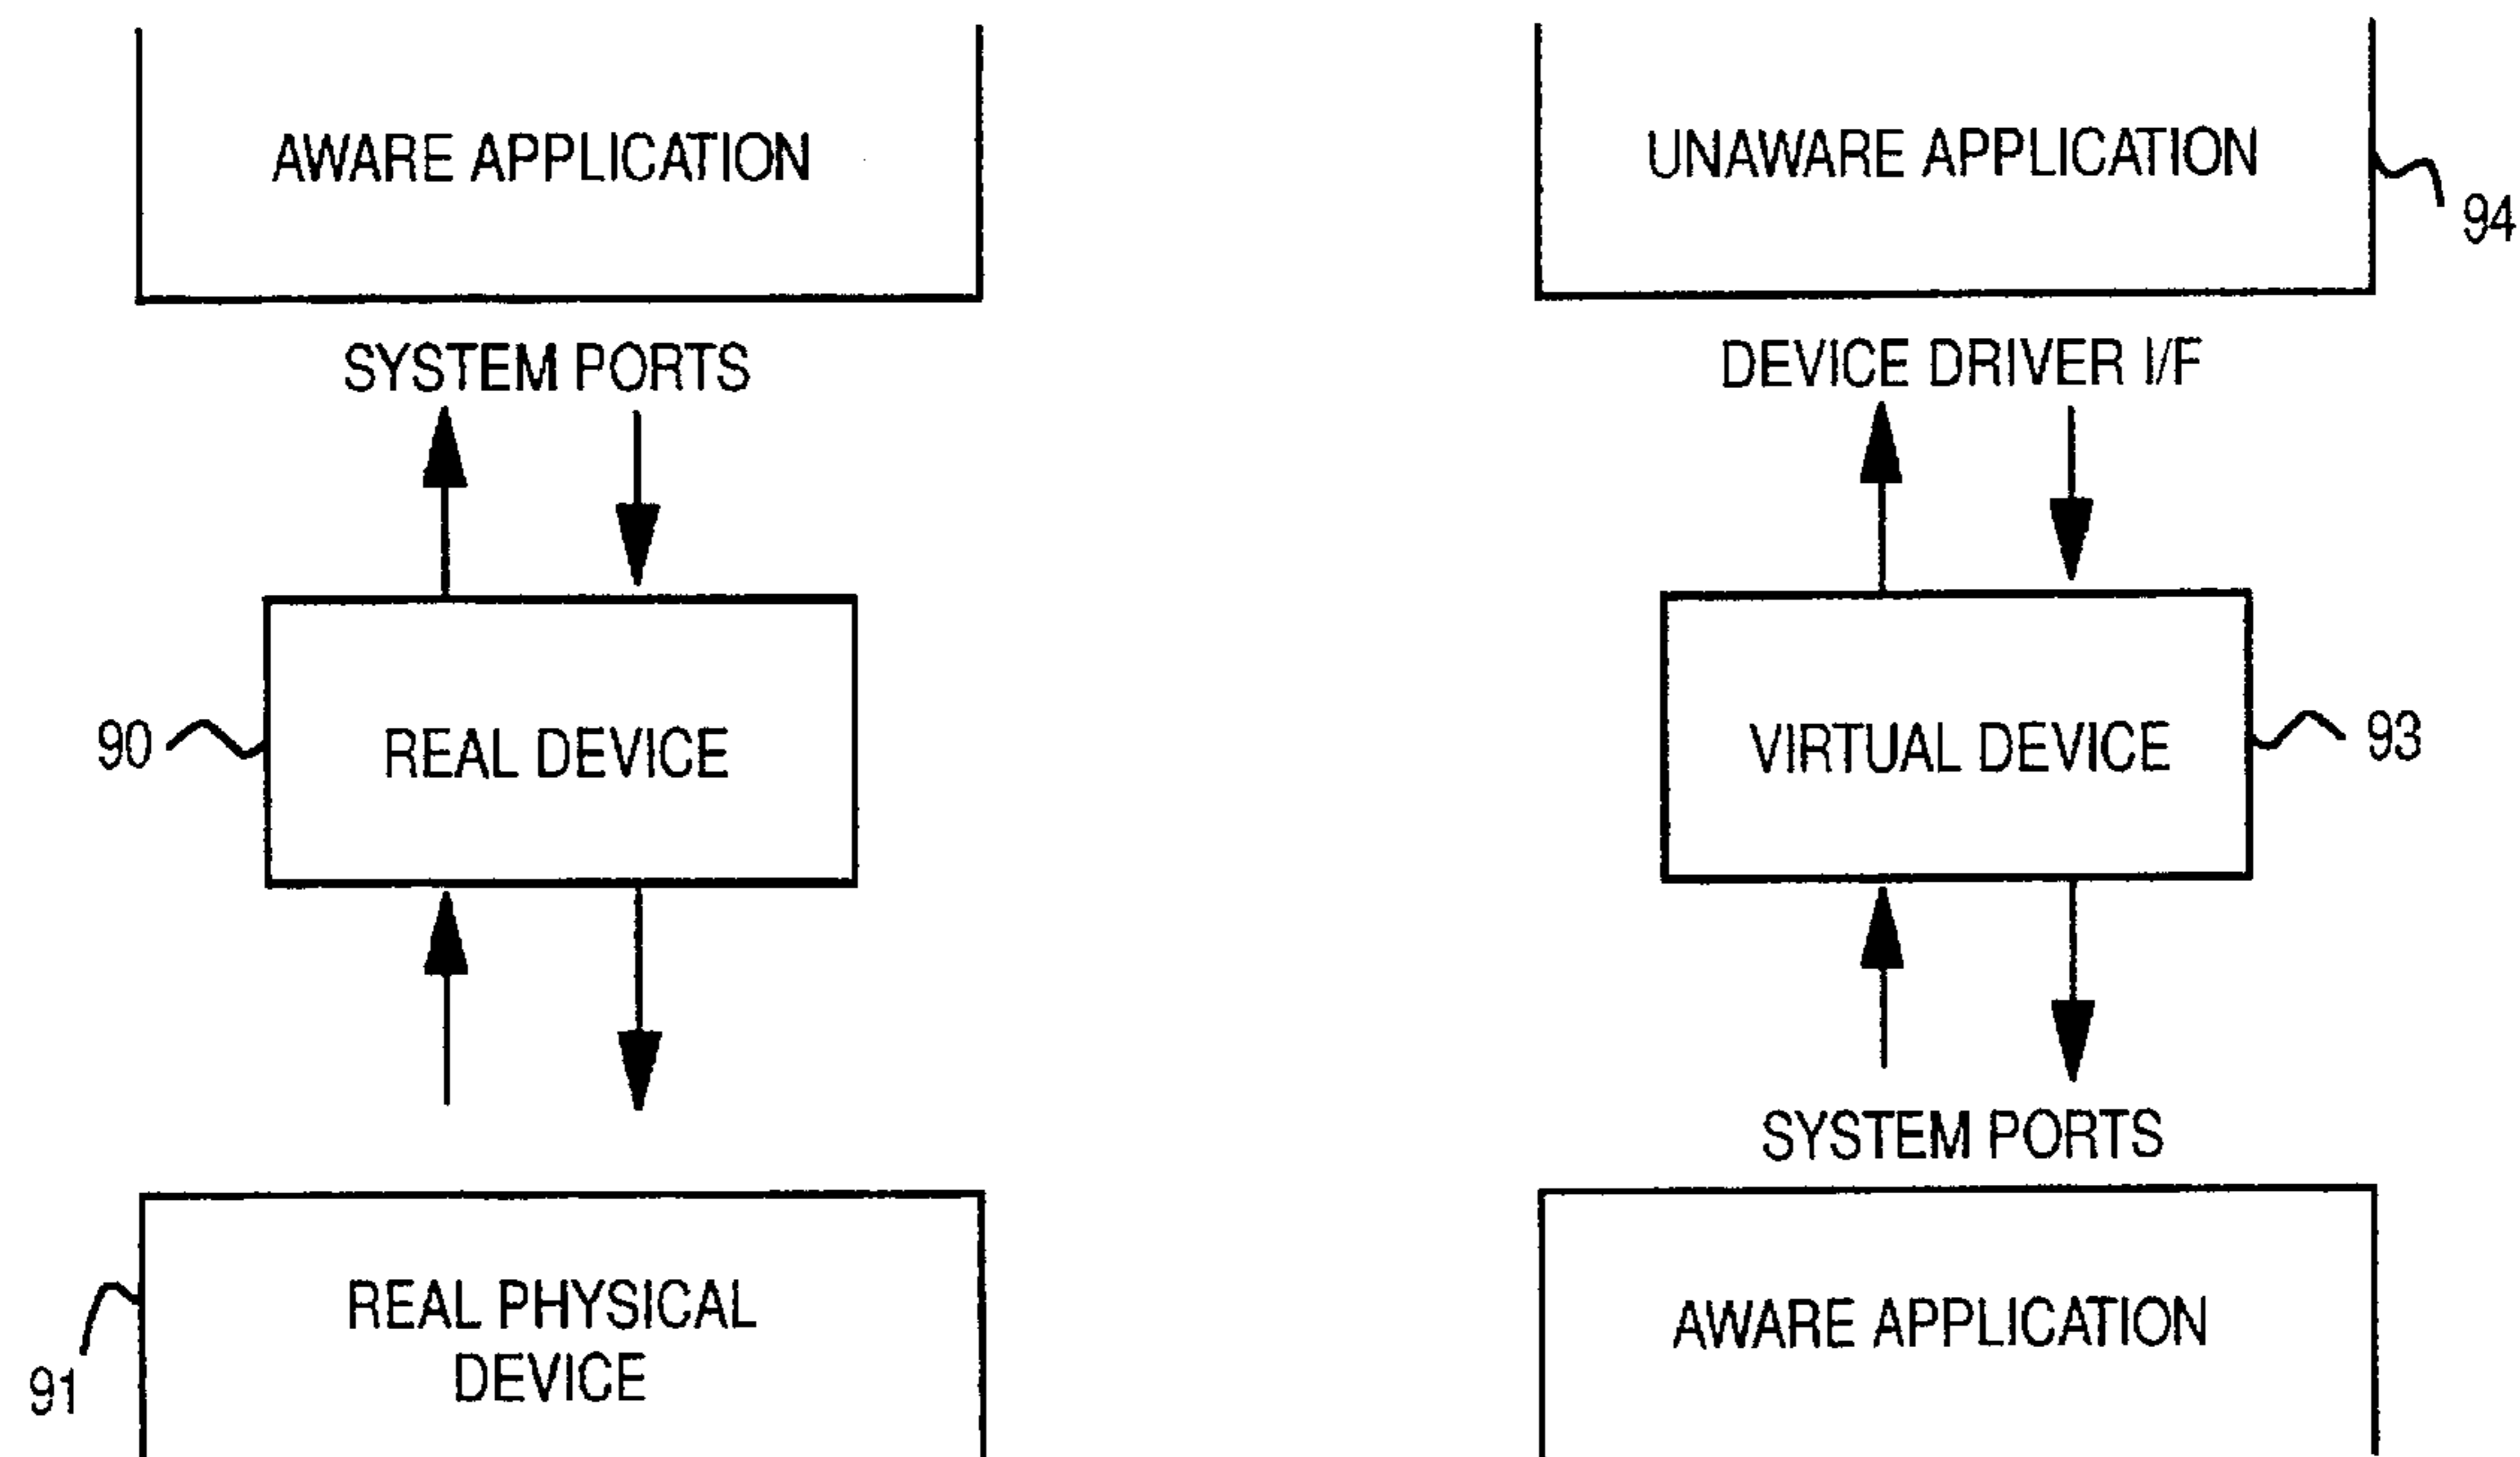 AWARE APPLICATION
SYSTEM PORTS
90
REAL DEVICE
REAL PHYSICAL
DEVICE
91
UNAWARE APPLICATION
94
DEVICE DRIVER I/F
VIRTUAL DEVICE
93
SYSTEM PORTS
AWARE APPLICATION